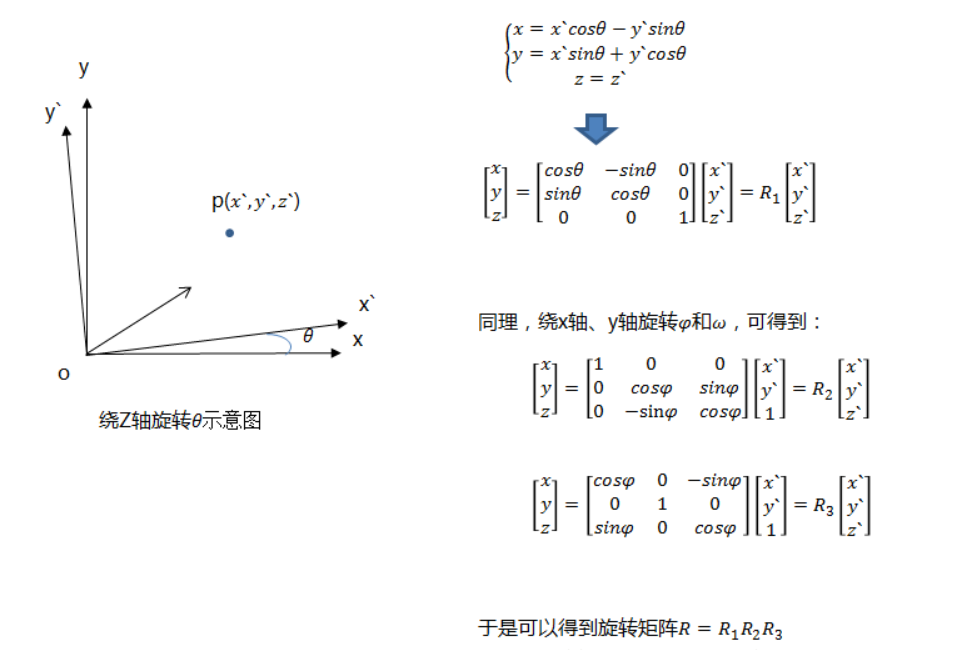 y
y`
p(x`,y`,z`)
x`
θ
x
o
绕Z轴旋转θ示意图
x = x`cosθ − y`sinθ
y = x`sinθ + y`cosθ
z = z`
[x y z] = [cosθ −sinθ 0; sinθ cosθ 0; 0 0 1] [x` y` z`] = R₁ [x` y` z`]
同理，绕x轴、y轴旋转φ和ω，可得到：
[x y z] = [1 0 0; 0 cosφ sinφ; 0 −sinφ cosφ] [x` y` 1] = R₂ [x` y` z`]
[x y z] = [cosφ 0 −sinφ; 0 1 0; sinφ 0 cosφ] [x` y` 1] = R₃ [x` y` z`]
于是可以得到旋转矩阵R = R₁R₂R₃